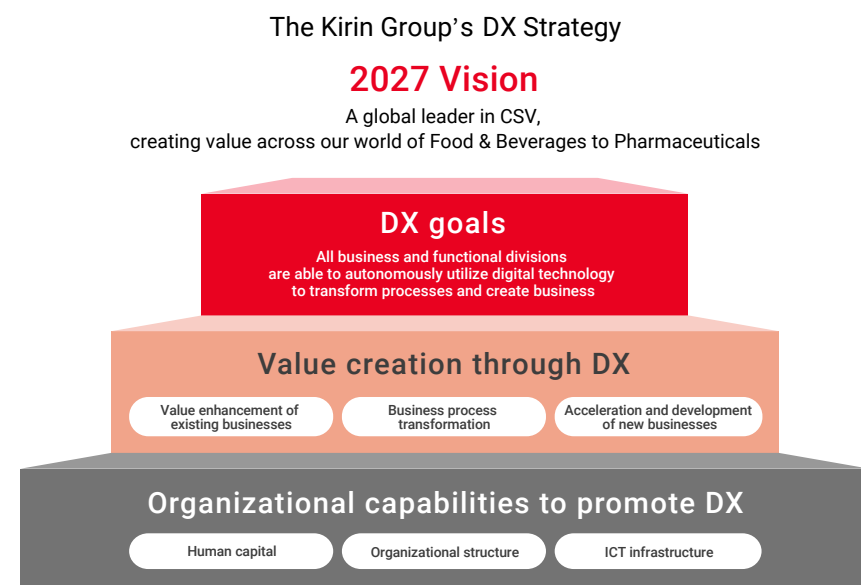 The Kirin Group’s DX Strategy
2027 Vision
A global leader in CSV,
creating value across our world of Food & Beverages to Pharmaceuticals
DX goals
All business and functional divisions
are able to autonomously utilize digital technology
to transform processes and create business
Value creation through DX
Value enhancement of
existing businesses
Business process
transformation
Acceleration and development
of new businesses
Organizational capabilities to promote DX
Human capital
Organizational structure
ICT infrastructure